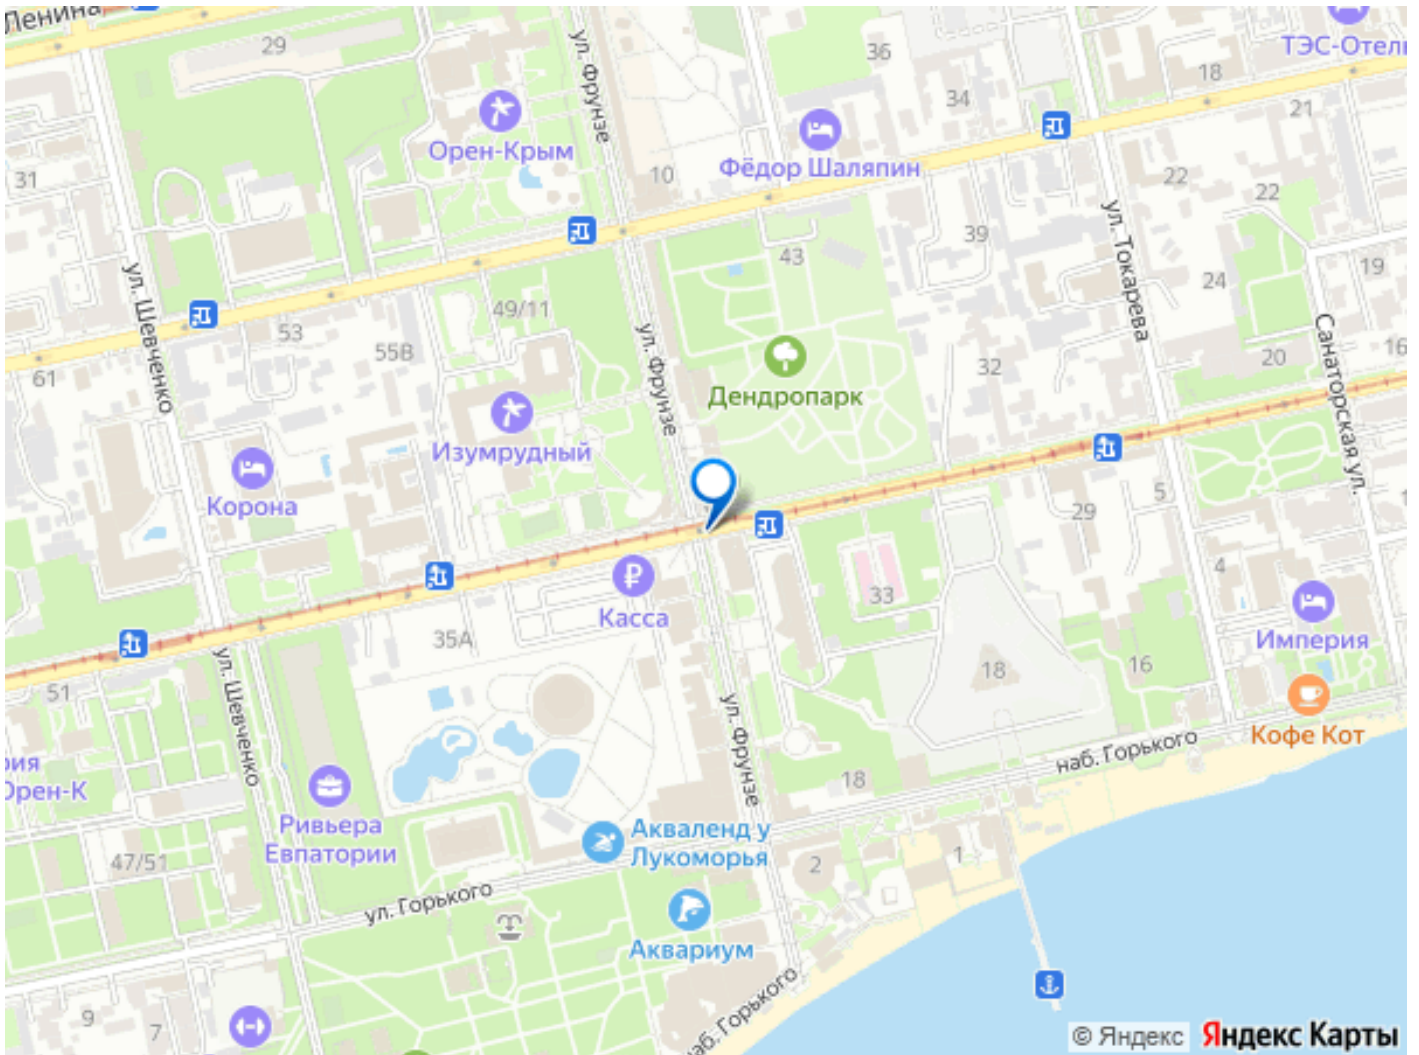 Ленина
29
ул. Фрунзе
36
ТЭС-Отель
18
34
21
Орен-Крым
Фёдор Шаляпин
31
10
22
22
ул. Токарева
39
43
19
24
ул. Шевченко
49/11
53
ул. Фрунзе
Санаторская ул.
55В
61
Дендропарк
32
20
16
Изумрудный
Корона
29
5
4
Касса
33
35А
Империя
51
ул. Шевченко
18
16
Кофе Кот
ул. Фрунзе
наб. Горького
Орен-К
18
Ривьера
Евпатории
Акваленд у
Лукоморья
47/51
2
1
ул. Горького
Аквариум
наб. Горького
9
7
© Яндекс Яндекс Карты